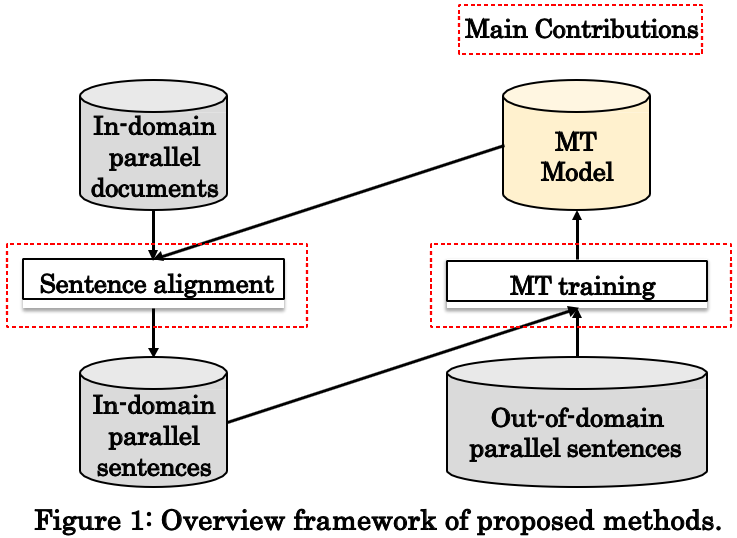 Main Contributions
In-domain
parallel
documents
MT
Model
Sentence alignment
MT training
In-domain
parallel
sentences
Out-of-domain
parallel sentences
Figure 1: Overview framework of proposed methods.